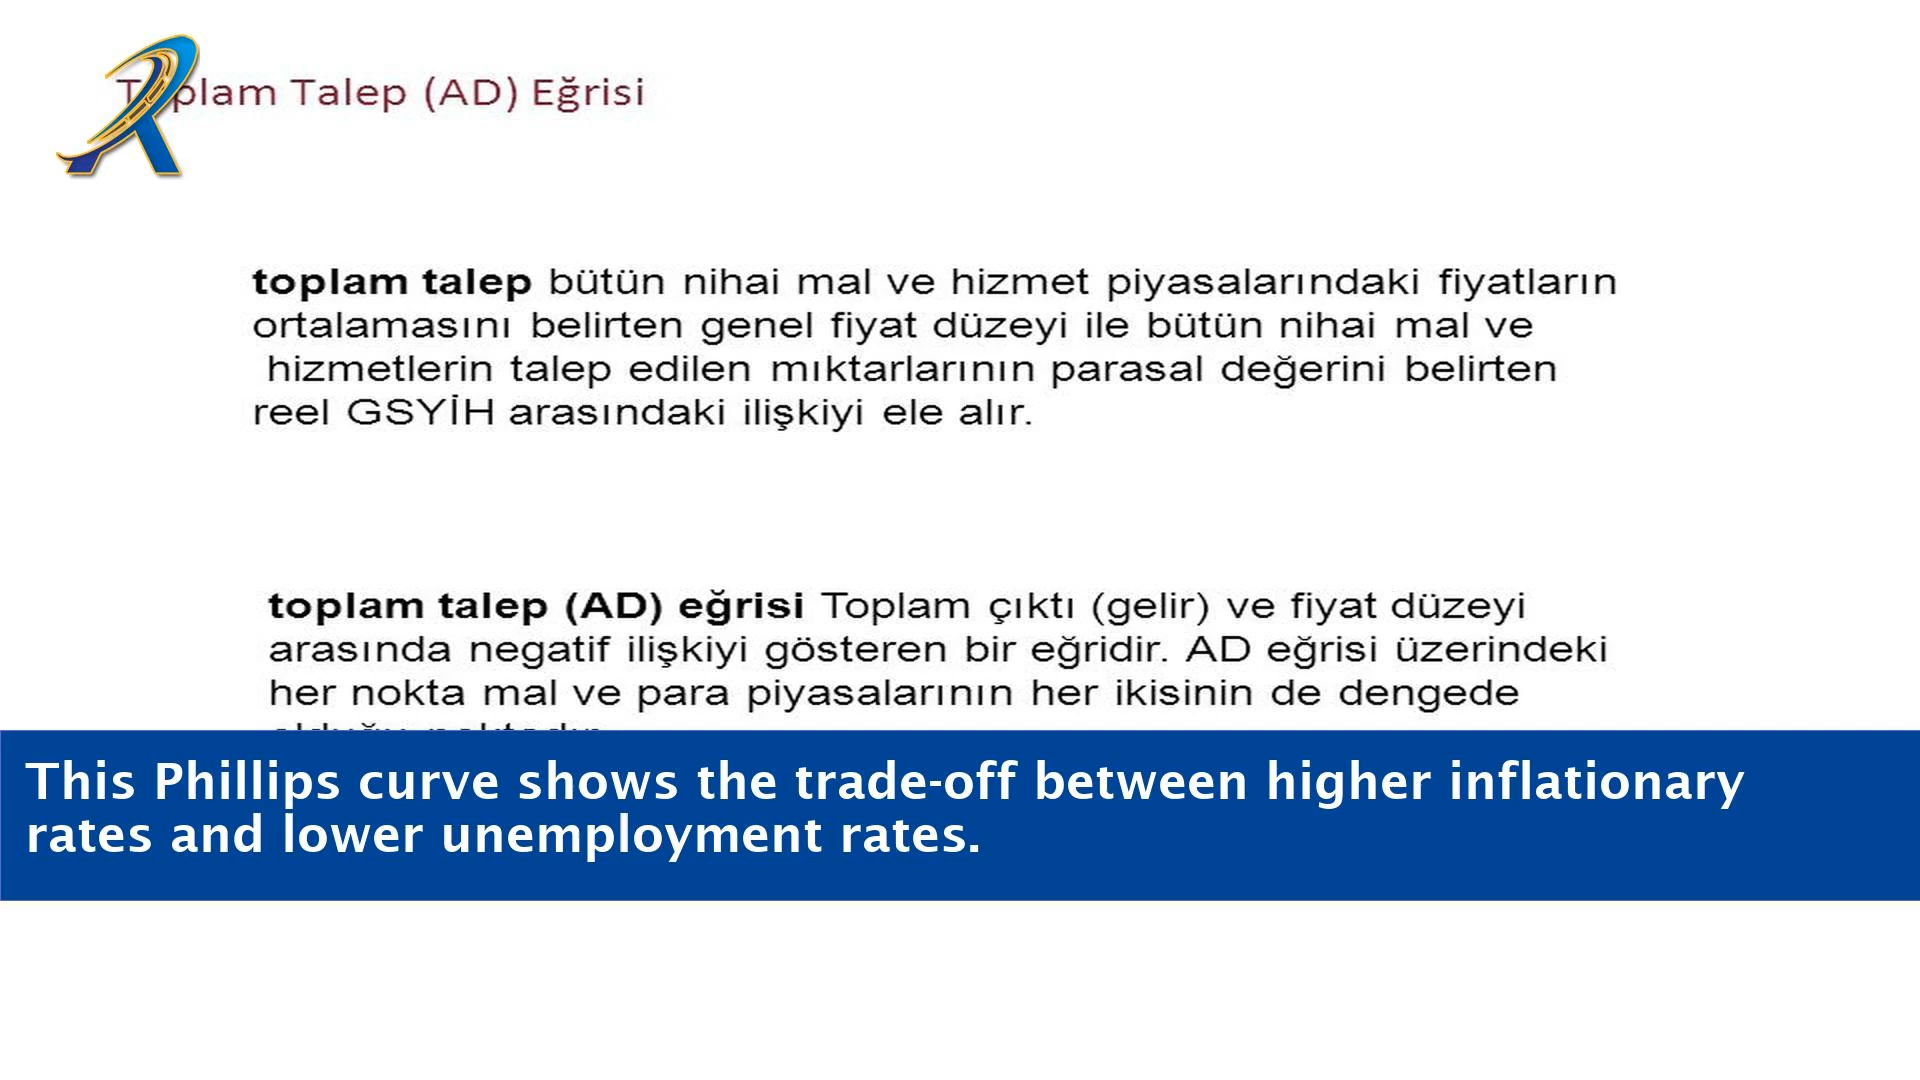 Toplam Talep (AD) Eğrisi
toplam talep bütün nihai mal ve hizmet piyasalarındaki fiyatların
ortalamasını belirten genel fiyat düzeyi ile bütün nihai mal ve
hizmetlerin talep edilen mıktarlarının parasal değerini belirten
reel GSYİH arasındaki ilişkiyi ele alır.
toplam talep (AD) eğrisi Toplam çıktı (gelir) ve fiyat düzeyi
arasında negatif ilişkiyi gösteren bir eğridir. AD eğrisi üzerindeki
her nokta mal ve para piyasalarının her ikisinin de dengede
This Phillips curve shows the trade-off between higher inflationary
rates and lower unemployment rates.